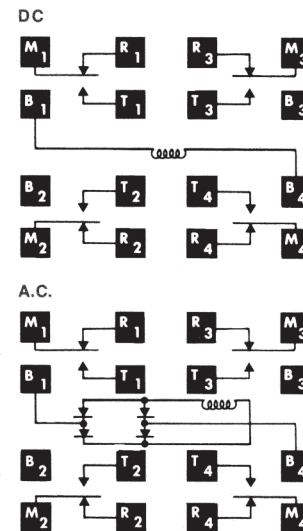 DC
M1 R1 R3 M3
B1 T1 T3 B3
B2 T2 T4 B4
M2 R2 R4 M4
A.C.
M1 R1 R3 M3
B1 T1 T3 B3
B2 T2 T4 B4
M2 R2 R4 M